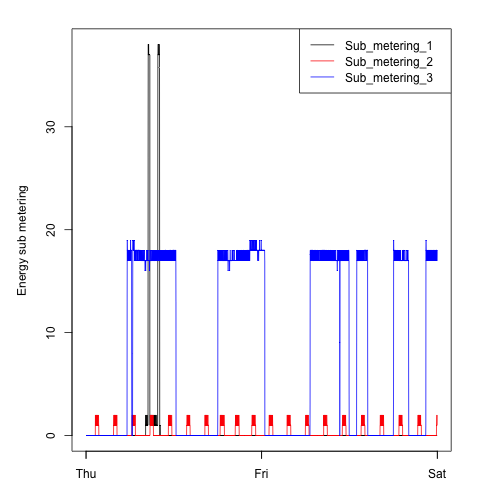 Sub_metering_1
Sub_metering_2
Sub_metering_3
Energy sub metering
30
20
10
0
Thu Fri Sat